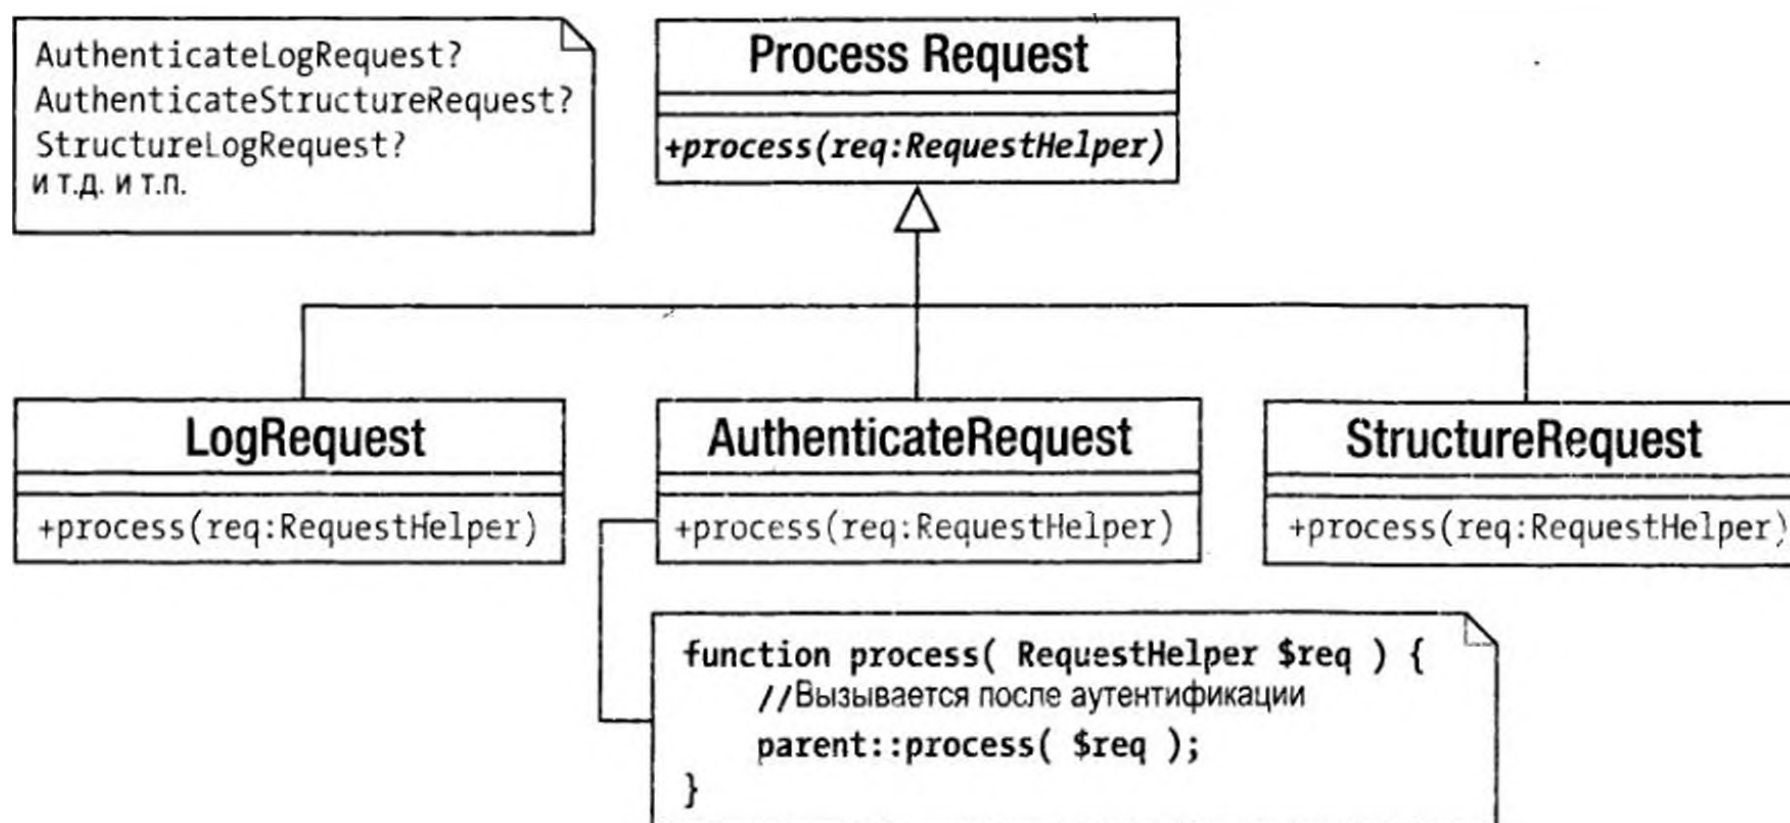 AuthenticateLogRequest?
AuthenticateStructureRequest?
StructureLogRequest?
и т.д. и т.п.
Process Request
+process(req:RequestHelper)
LogRequest
+process(req:RequestHelper)
AuthenticateRequest
+process(req:RequestHelper)
StructureRequest
+process(req:RequestHelper)
function process( RequestHelper $req ) {
//Вызывается после аутентификации
parent::process( $req );
}